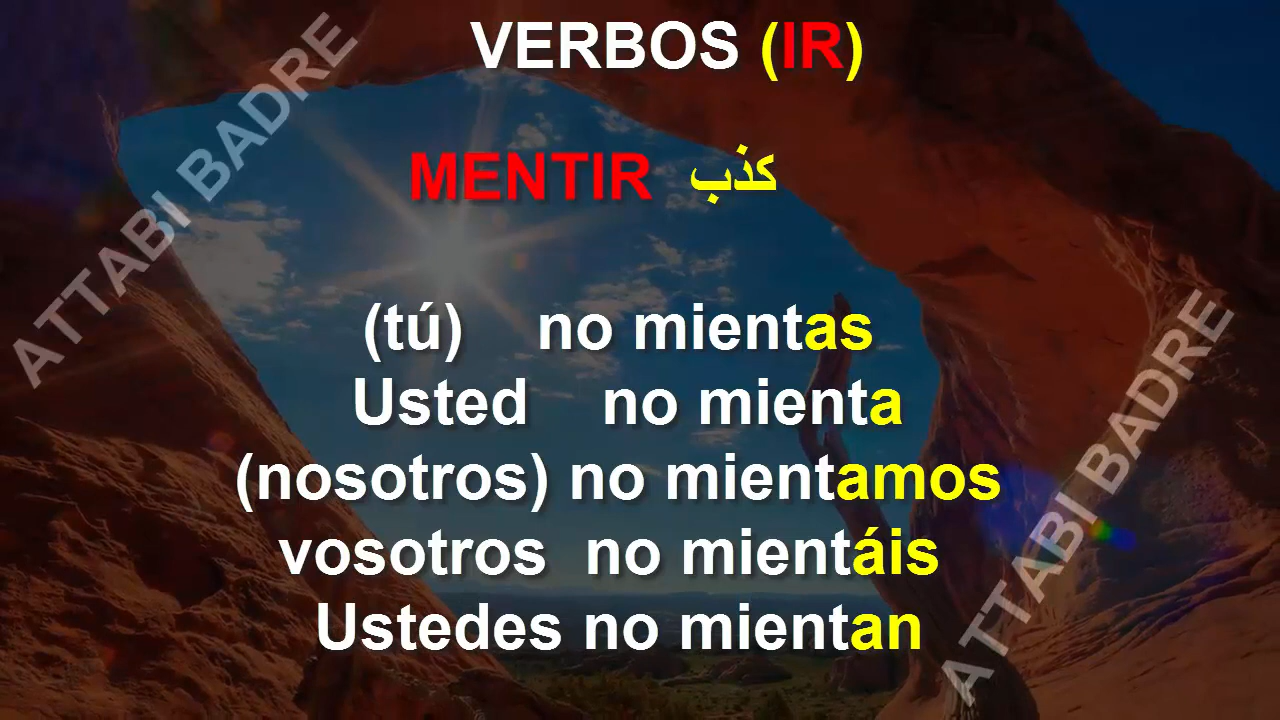 VERBOS (IR)
MENTIR كذب
(tú) no mientas
Usted no mienta
(nosotros) no mientamos
vosotros no mientáis
Ustedes no mientan
ATTABI BADRE
ATTABI BADRE